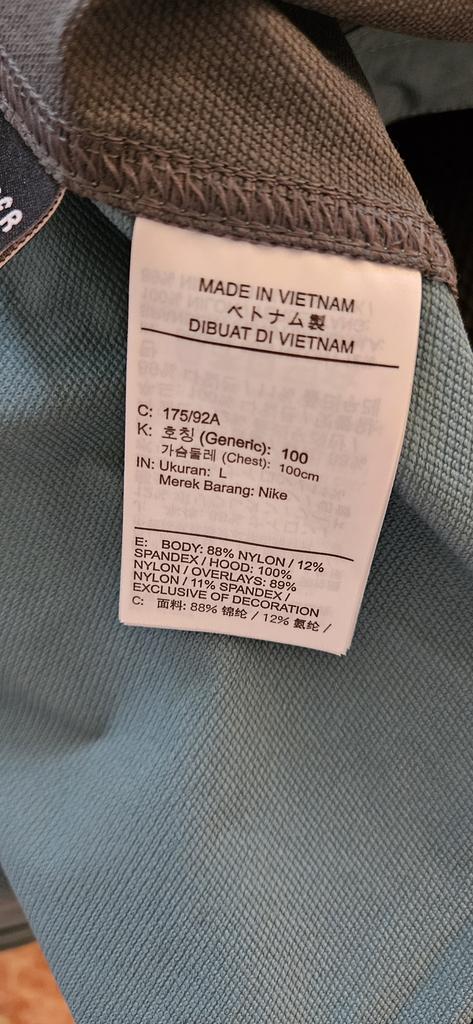 MADE IN VIETNAM
ベトナム製
DIBUAT DI VIETNAM
C: 175/92A
K: 호칭 (Generic): 100
가슴둘레 (Chest): 100cm
IN: Ukuran: L
Merek Barang: Nike
E: BODY: 88% NYLON / 12%
SPANDEX / HOOD: 100%
NYLON / OVERLAYS: 89%
NYLON / 11% SPANDEX /
EXCLUSIVE OF DECORATION
C: 面料: 88% 锦纶 / 12% 氨纶 /